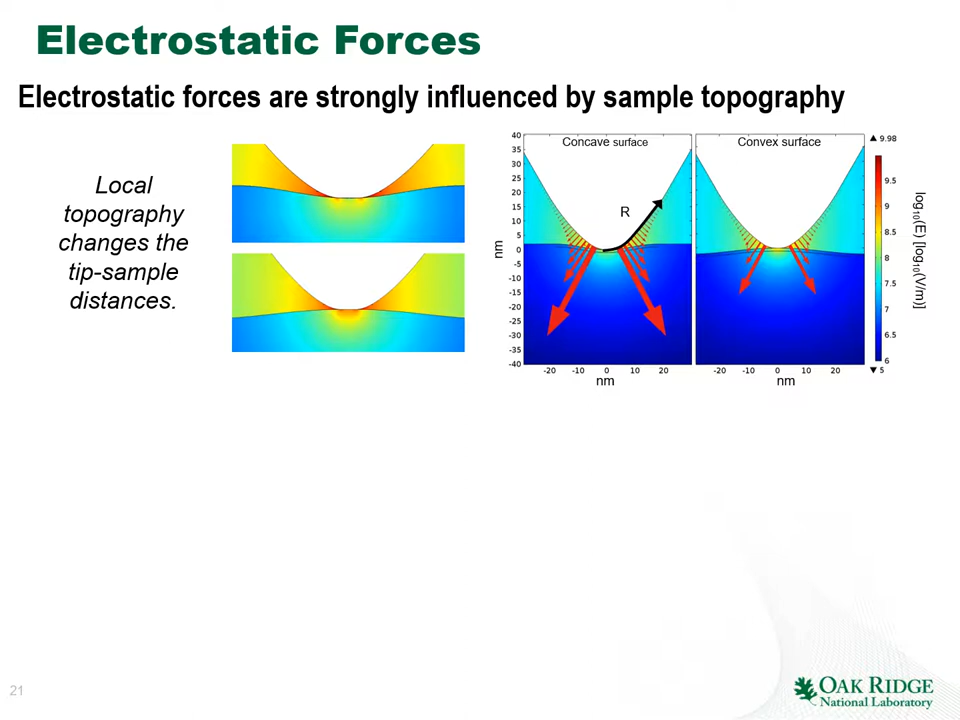 Electrostatic Forces
Electrostatic forces are strongly influenced by sample topography
Local
topography
changes the
tip-sample
distances.
Concave surface
Convex surface
R
40
35
30
25
20
15
10
5
0
-5
-10
-15
-20
-25
-30
-35
-40
nm
-20 -10 0 10 20
nm
-20 -10 0 10 20
nm
▲ 9.98
9.5
9
8.5
8
7.5
7
6.5
6
▼ 5
log10(E) [log10(V/m)]
21
OAK RIDGE
National Laboratory